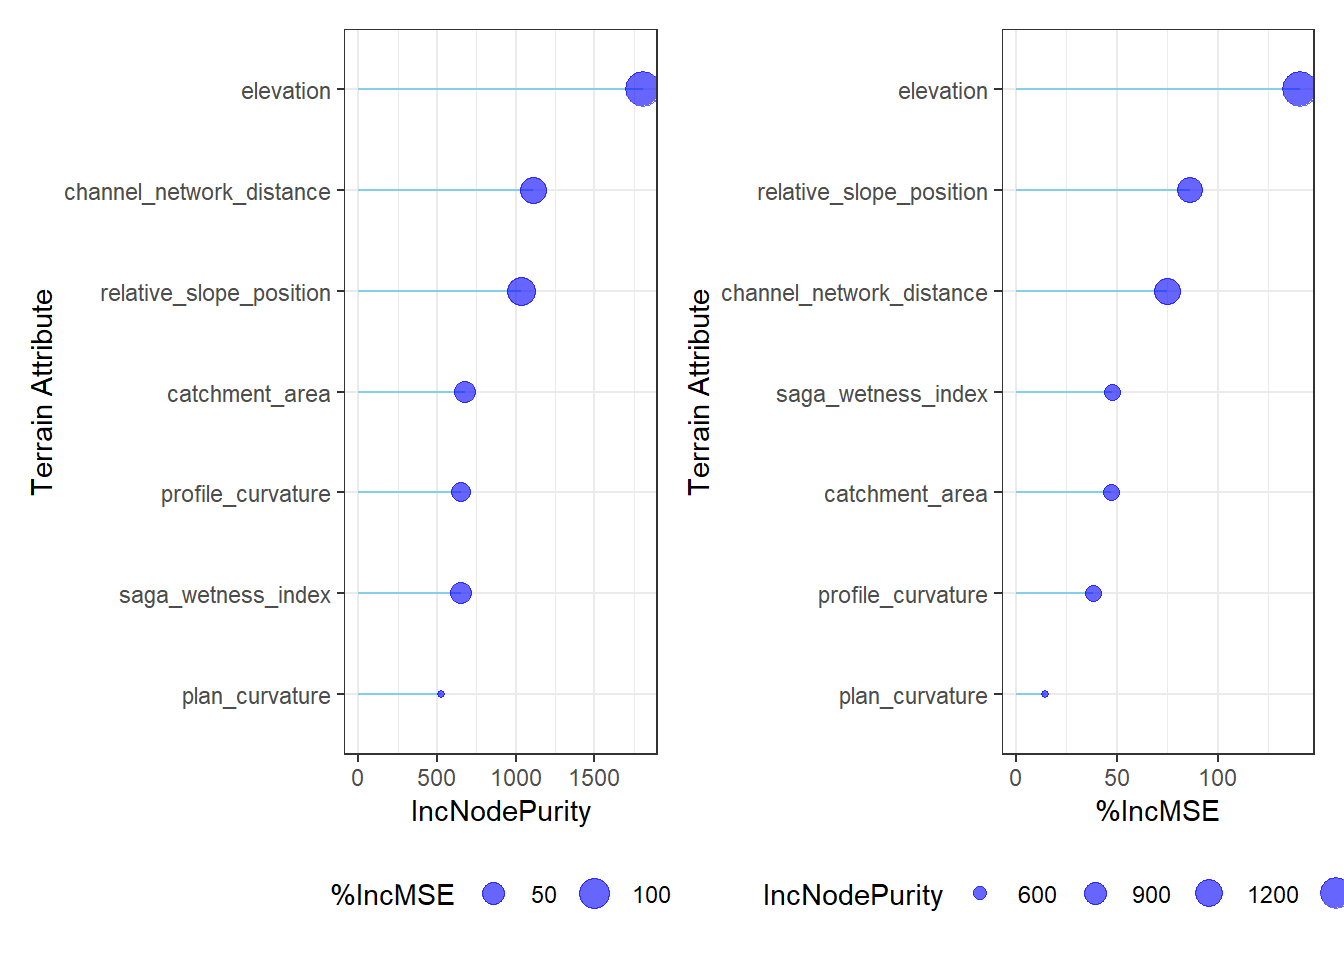 Terrain Attribute
elevation
channel_network_distance
relative_slope_position
catchment_area
profile_curvature
saga_wetness_index
plan_curvature
0 500 1000 1500
IncNodePurity
%IncMSE 50 100
Terrain Attribute
elevation
relative_slope_position
channel_network_distance
saga_wetness_index
catchment_area
profile_curvature
plan_curvature
0 50 100
%IncMSE
IncNodePurity 600 900 1200